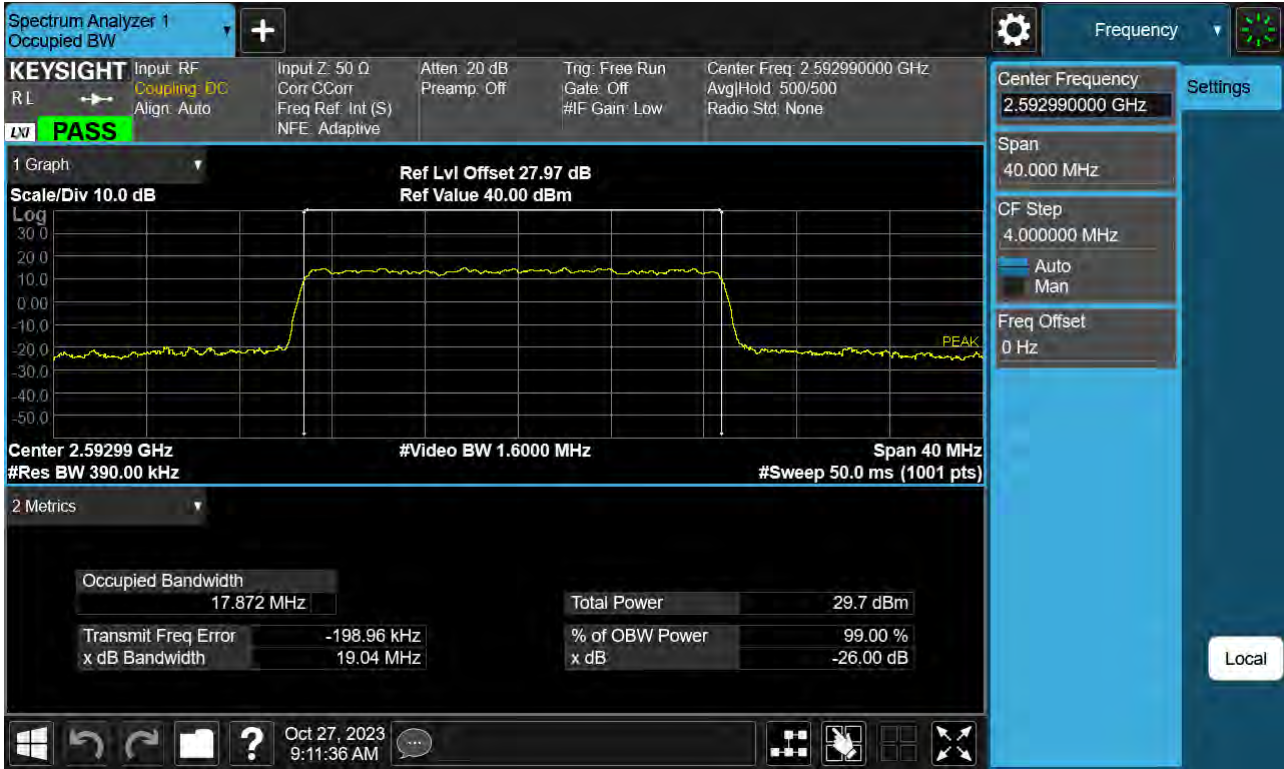 Spectrum Analyzer 1
Occupied BW
Frequency
KEYSIGHT
RL
LXI PASS
Input: RF
Coupling: DC
Align: Auto
Input Z: 50 Ω
Corr CCorr
Freq Ref: Int (S)
NFE: Adaptive
Atten: 20 dB
Preamp: Off
Trig: Free Run
Gate: Off
#IF Gain: Low
Center Freq: 2.592990000 GHz
Avg|Hold: 500/500
Radio Std: None
Center Frequency
2.592990000 GHz
Settings
Span
40.000 MHz
CF Step
4.000000 MHz
Auto
Man
Freq Offset
0 Hz
Local
1 Graph
Scale/Div 10.0 dB
Ref Lvl Offset 27.97 dB
Ref Value 40.00 dBm
Log
30.0
20.0
10.0
0.00
-10.0
-20.0
-30.0
-40.0
-50.0
PEAK
Center 2.59299 GHz
#Video BW 1.6000 MHz
Span 40 MHz
#Res BW 390.00 kHz
#Sweep 50.0 ms (1001 pts)
2 Metrics
Occupied Bandwidth
17.872 MHz
Total Power 29.7 dBm
Transmit Freq Error -198.96 kHz
% of OBW Power 99.00 %
x dB Bandwidth 19.04 MHz
x dB -26.00 dB
Oct 27, 2023
9:11:36 AM